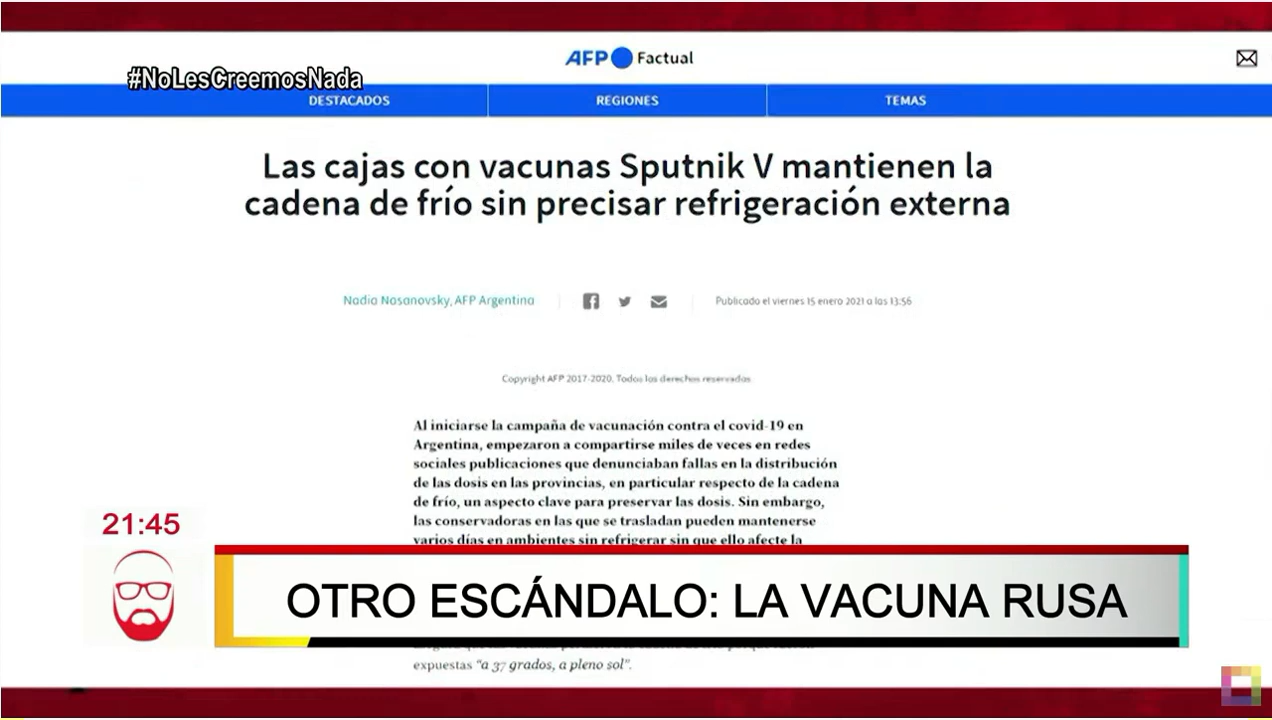 AFP Factual
#NoLesCreemosNada
DESTACADOS REGIONES TEMAS
Las cajas con vacunas Sputnik V mantienen la
cadena de frío sin precisar refrigeración externa
Nadia Nasanovsky, AFP Argentina
Publicado el viernes 15 enero 2021 a las 13:56
Copyright AFP 2017-2020. Todos los derechos reservados.
Al iniciarse la campaña de vacunación contra el covid-19 en
Argentina, empezaron a compartirse miles de veces en redes
sociales publicaciones que denunciaban fallas en la distribución
de las dosis en las provincias, en particular respecto de la cadena
de frío, un aspecto clave para preservar las dosis. Sin embargo,
las conservadoras en las que se trasladan pueden mantenerse
varios días en ambientes sin refrigerar sin que ello afecte la
21:45
OTRO ESCÁNDALO: LA VACUNA RUSA
expuestas "a 37 grados, a pleno sol".